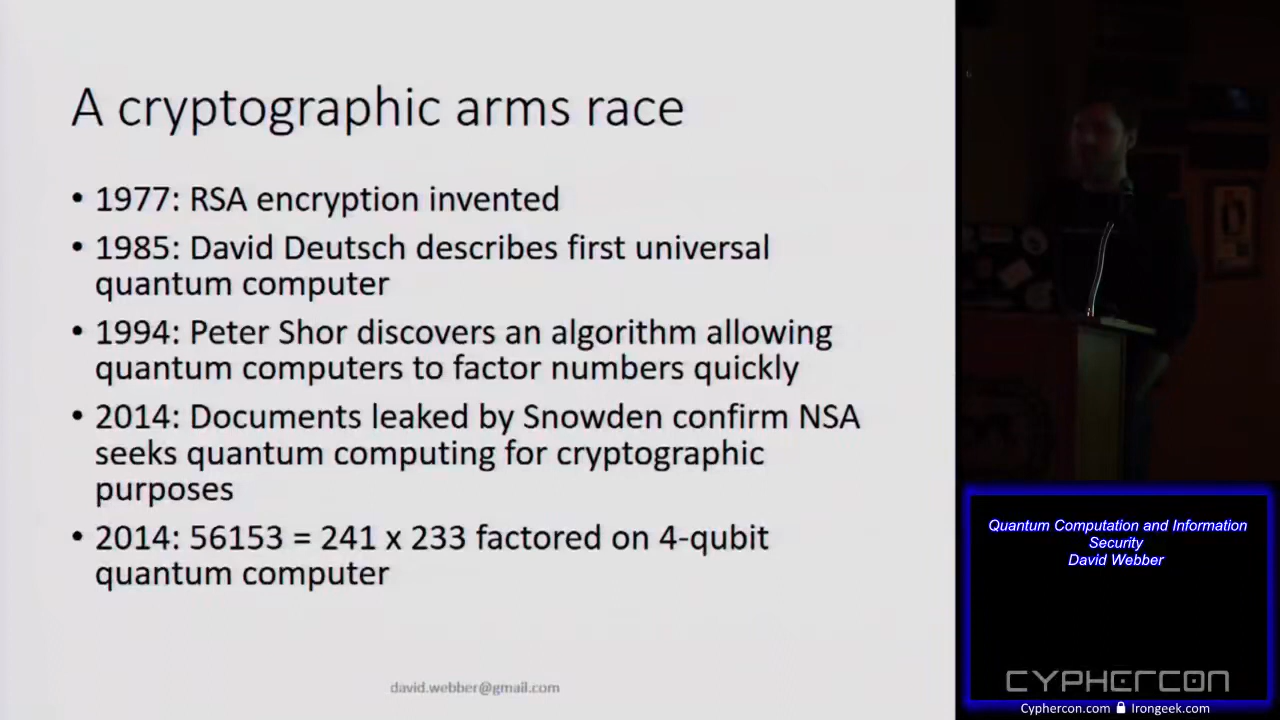 A cryptographic arms race
• 1977: RSA encryption invented
• 1985: David Deutsch describes first universal
quantum computer
• 1994: Peter Shor discovers an algorithm allowing
quantum computers to factor numbers quickly
• 2014: Documents leaked by Snowden confirm NSA
seeks quantum computing for cryptographic
purposes
• 2014: 56153 = 241 x 233 factored on 4-qubit
quantum computer
david.webber@gmail.com
Quantum Computation and Information
Security
David Webber
CYPHERCON
Cyphercon.com Irongeek.com